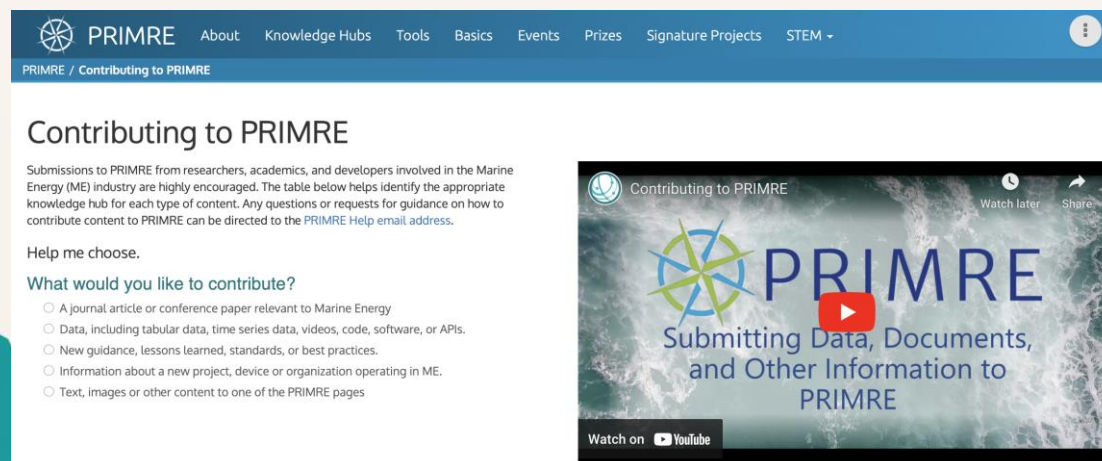 PRIMRE About Knowledge Hubs Tools Basics Events Prizes Signature Projects STEM
PRIMRE / Contributing to PRIMRE
Contributing to PRIMRE
Submissions to PRIMRE from researchers, academics, and developers involved in the Marine
Energy (ME) industry are highly encouraged. The table below helps identify the appropriate
knowledge hub for each type of content. Any questions or requests for guidance on how to
contribute content to PRIMRE can be directed to the PRIMRE Help email address.
Help me choose.
What would you like to contribute?
A journal article or conference paper relevant to Marine Energy
Data, including tabular data, time series data, videos, code, software, or APIs.
New guidance, lessons learned, standards, or best practices.
Information about a new project, device or organization operating in ME.
Text, images or other content to one of the PRIMRE pages
Contributing to PRIMRE
Watch later Share
PRIMRE
Submitting Data, Documents,
and Other Information to
PRIMRE
Watch on YouTube